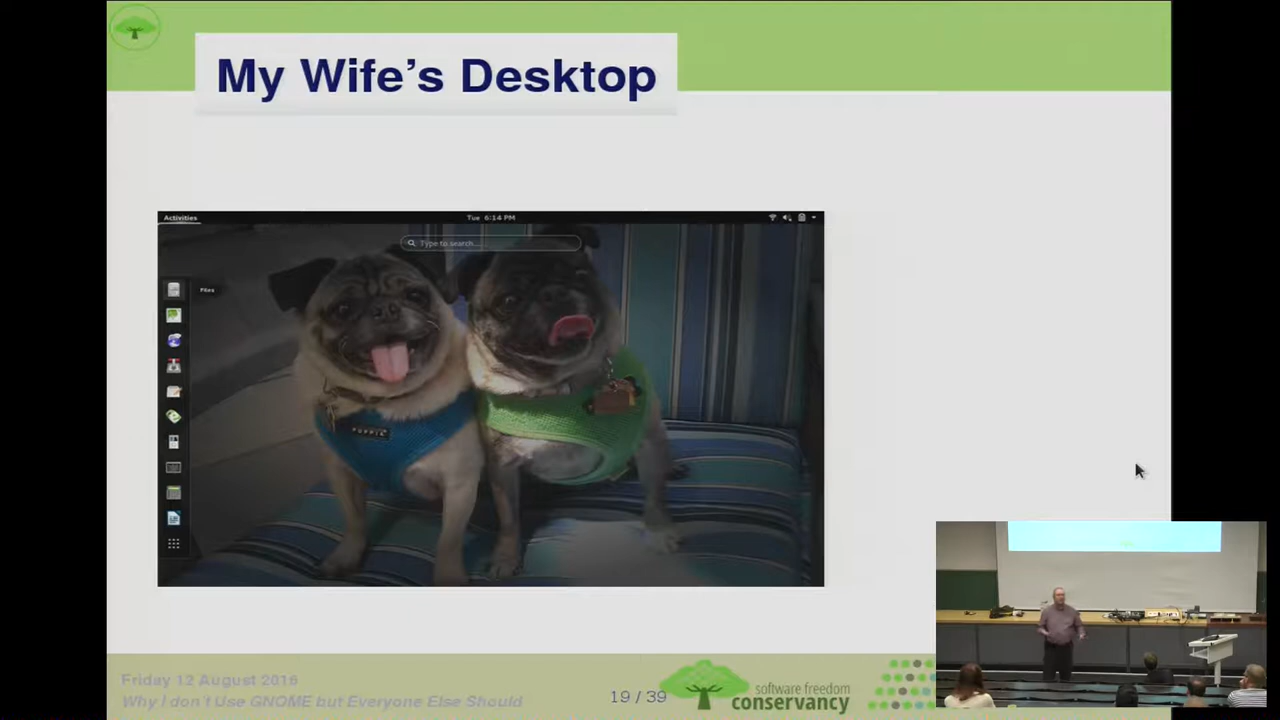 My Wife's Desktop
Activities
Tue 6:14 PM
Type to search...
Files
PUPPIA
Friday 12 August 2016
Why I don't Use GNOME but Everyone Else Should
19 / 39
software freedom
conservancy